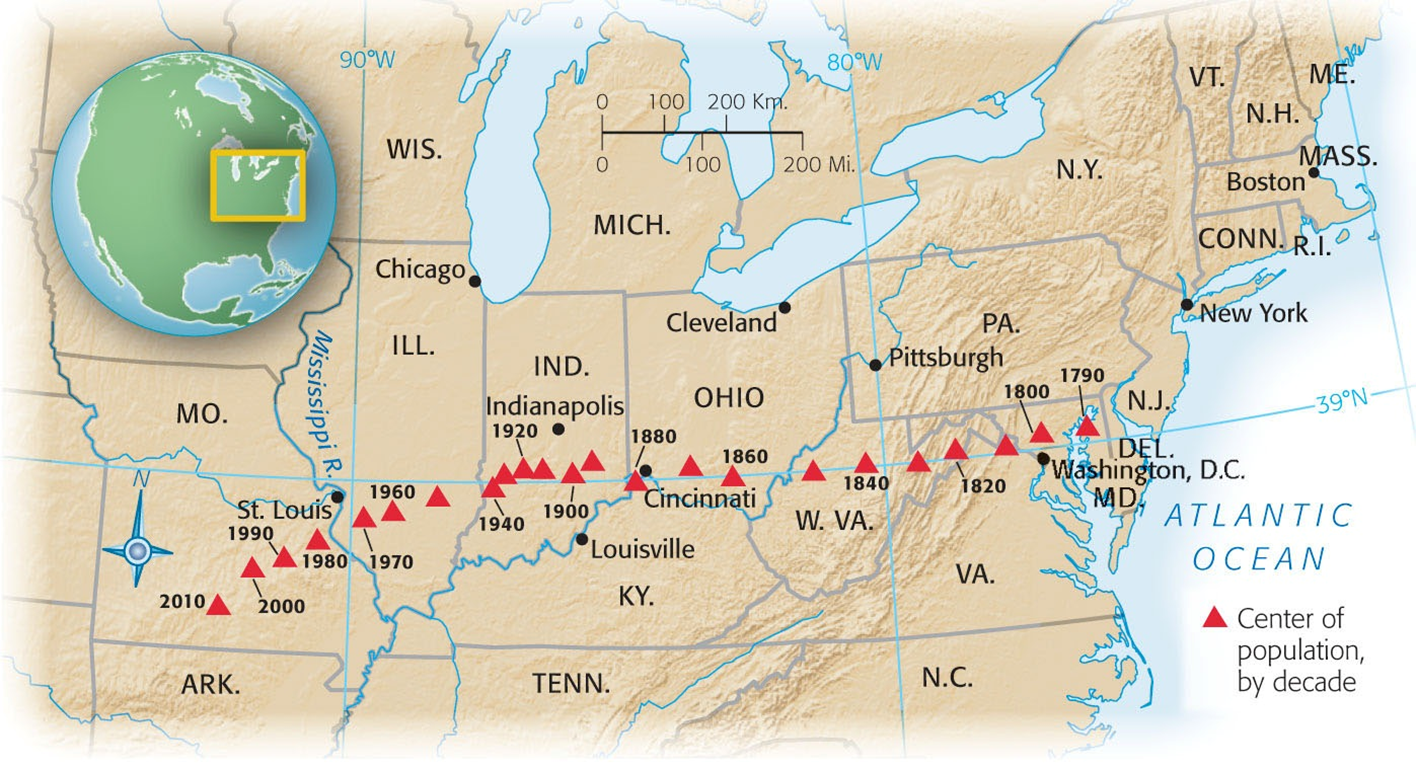 90°W
80°W
VT.
ME.
N.H.
0 100 200 Km.
0 100 200 Mi.
WIS.
MASS.
Boston
N.Y.
MICH.
CONN.
R.I.
Chicago
New York
Cleveland
PA.
ILL.
Mississippi R.
IND.
Pittsburgh
OHIO
1790
1800
N.J.
39°N
MO.
Indianapolis
1920
1880
1860
DEL.
Washington, D.C.
MD.
N
1960
1840
1820
Cincinnati
St. Louis
1900
1940
W. VA.
ATLANTIC
OCEAN
1990
1980
1970
Louisville
VA.
2010
2000
KY.
Center of
population,
by decade
ARK.
TENN.
N.C.